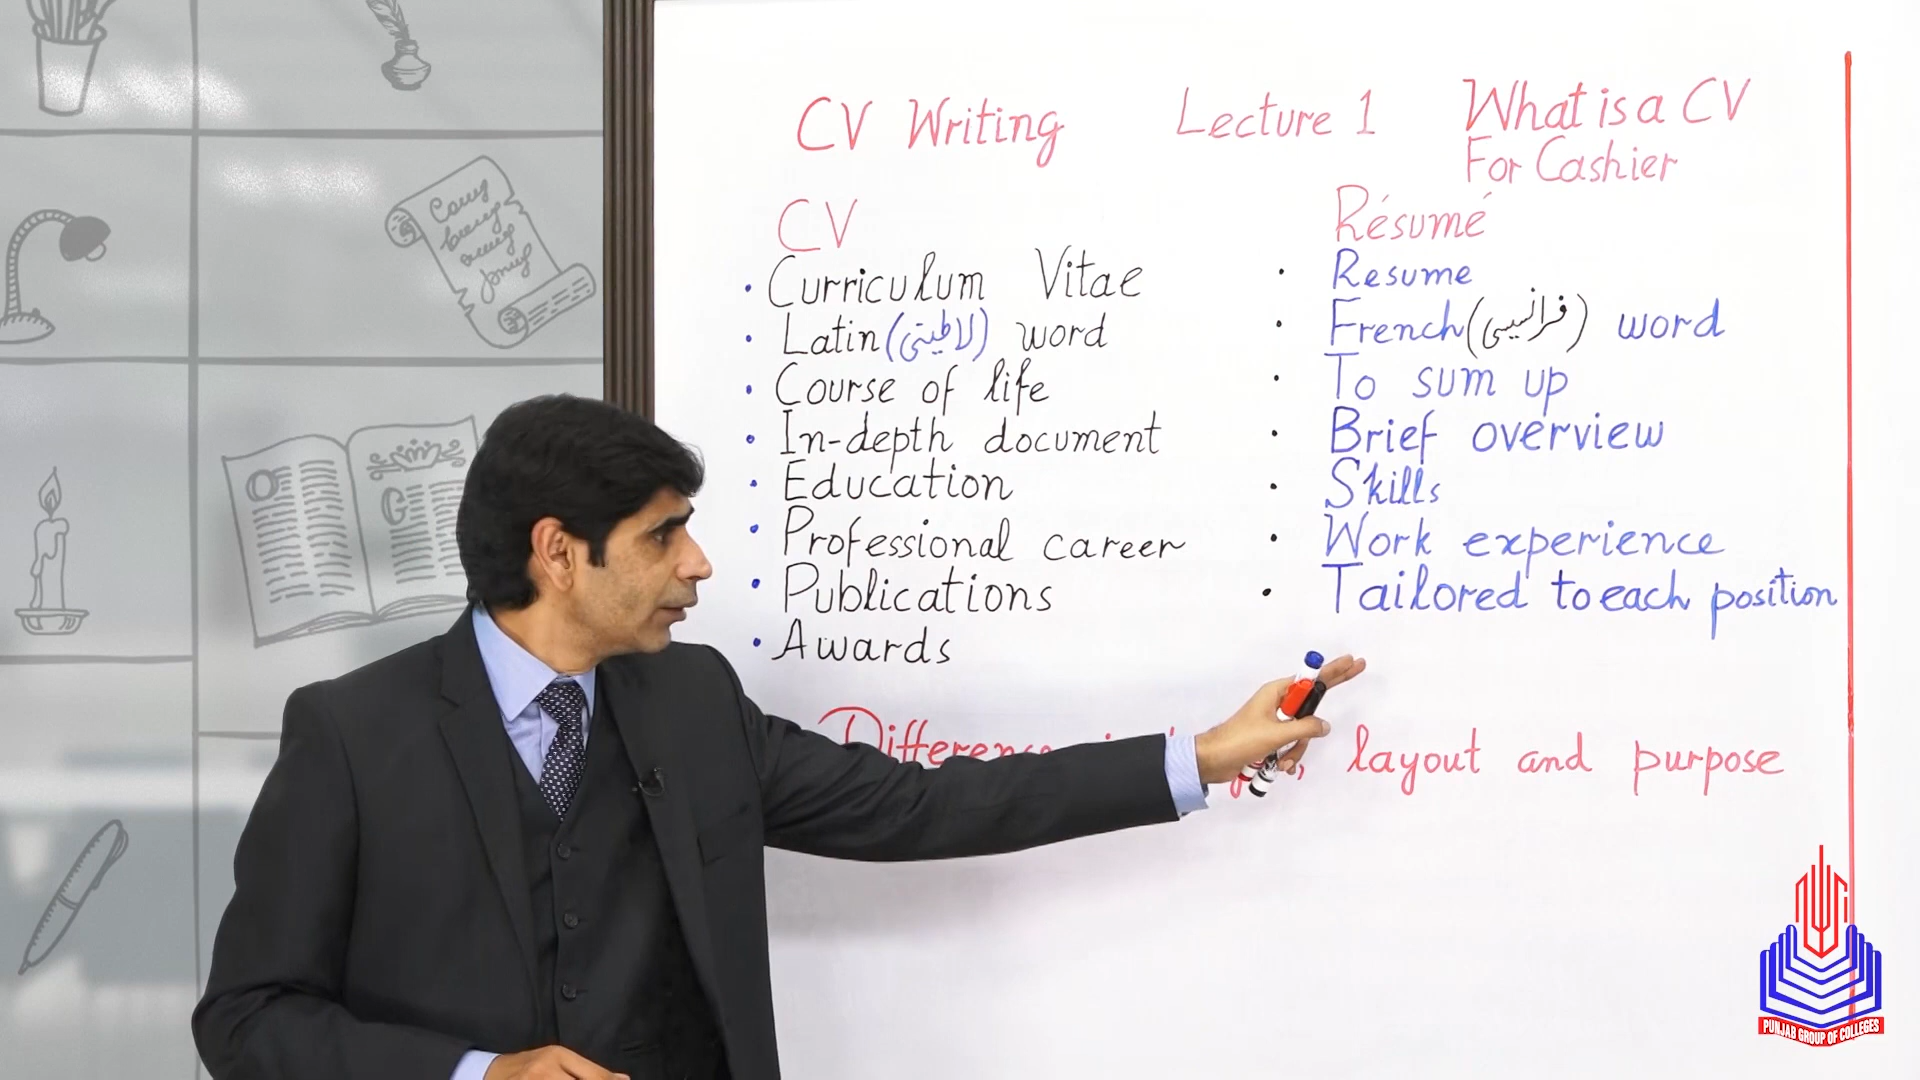 CV Writing Lecture 1 What is a CV
For Cashier
CV
Curriculum Vitae
Latin (لاطینی) word
Course of life
In-depth document
Education
Professional career
Publications
Awards
Résumé
Resume
French (فرانسیسی) word
To sum up
Brief overview
Skills
Work experience
Tailored to each position
layout and purpose
PUNJAB GROUP OF COLLEGES